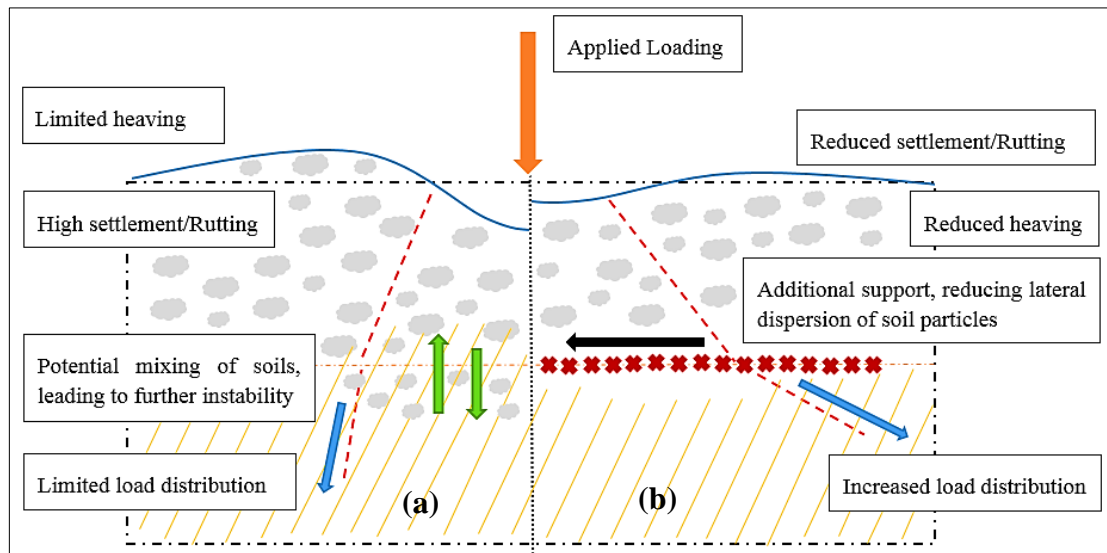 Applied Loading
Limited heaving
Reduced settlement/Rutting
High settlement/Rutting
Reduced heaving
Additional support, reducing lateral
dispersion of soil particles
Potential mixing of soils,
leading to further instability
Limited load distribution
(a)
(b)
Increased load distribution